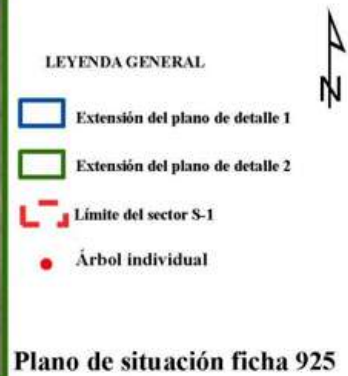 LEYENDA GENERAL
N
Extensión del plano de detalle 1
Extensión del plano de detalle 2
Límite del sector S-1
Árbol individual
Plano de situación ficha 925